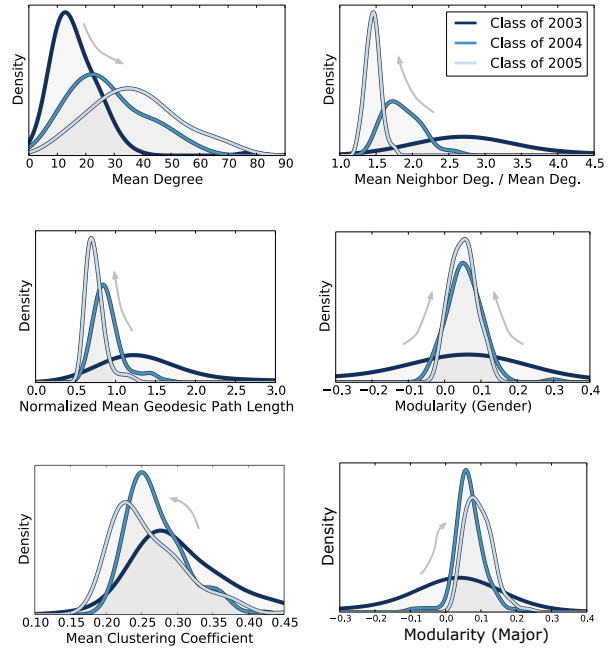 Density
0 10 20 30 40 50 60 70 80 90
Mean Degree
Class of 2003
Class of 2004
Class of 2005
Density
1.0 1.5 2.0 2.5 3.0 3.5 4.0 4.5
Mean Neighbor Deg. / Mean Deg.
Density
0.0 0.5 1.0 1.5 2.0 2.5 3.0
Normalized Mean Geodesic Path Length
Density
−0.3 −0.2 −0.1 0.0 0.1 0.2 0.3 0.4
Modularity (Gender)
Density
0.10 0.15 0.20 0.25 0.30 0.35 0.40 0.45
Mean Clustering Coefficient
Density
−0.3 −0.2 −0.1 0.0 0.1 0.2 0.3 0.4
Modularity (Major)